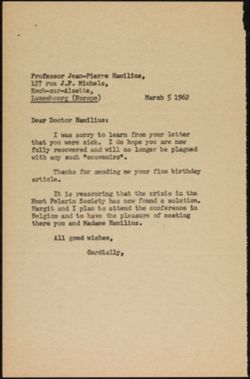 Professor Jean-Pierre Hamilius,
127 rue J.P. Michels,
Esch-sur-Alzette,
Luxembourg (Europe) March 5 1962
Dear Doctor Hamilius:
I was sorry to learn from your letter
that you were sick. I do hope you are now
fully recovered and will no longer be plagued
with any such "souvenirs".
Thanks for sending me your fine birthday
article.
It is reassuring that the crisis in the
Mont Pelerin Society has now found a solution.
Margit and I plan to attend the conference in
Belgium and to have the pleasure of meeting
there you and Madame Hamilius.
All good wishes,
Cordially,